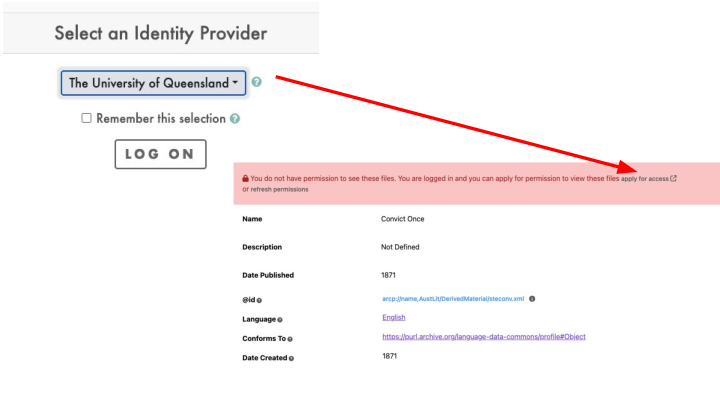 Select an Identity Provider
The University of Queensland
Remember this selection
LOG ON
You do not have permission to see these files. You are logged in and you can apply for permission to view these files apply for access
or refresh permissions
Name Convict Once
Description Not Defined
Date Published 1871
@id arcp://name,AustLit/DerivedMaterial/steconv.xml
Language English
Conforms To https://purl.archive.org/language-data-commons/profile#Object
Date Created 1871